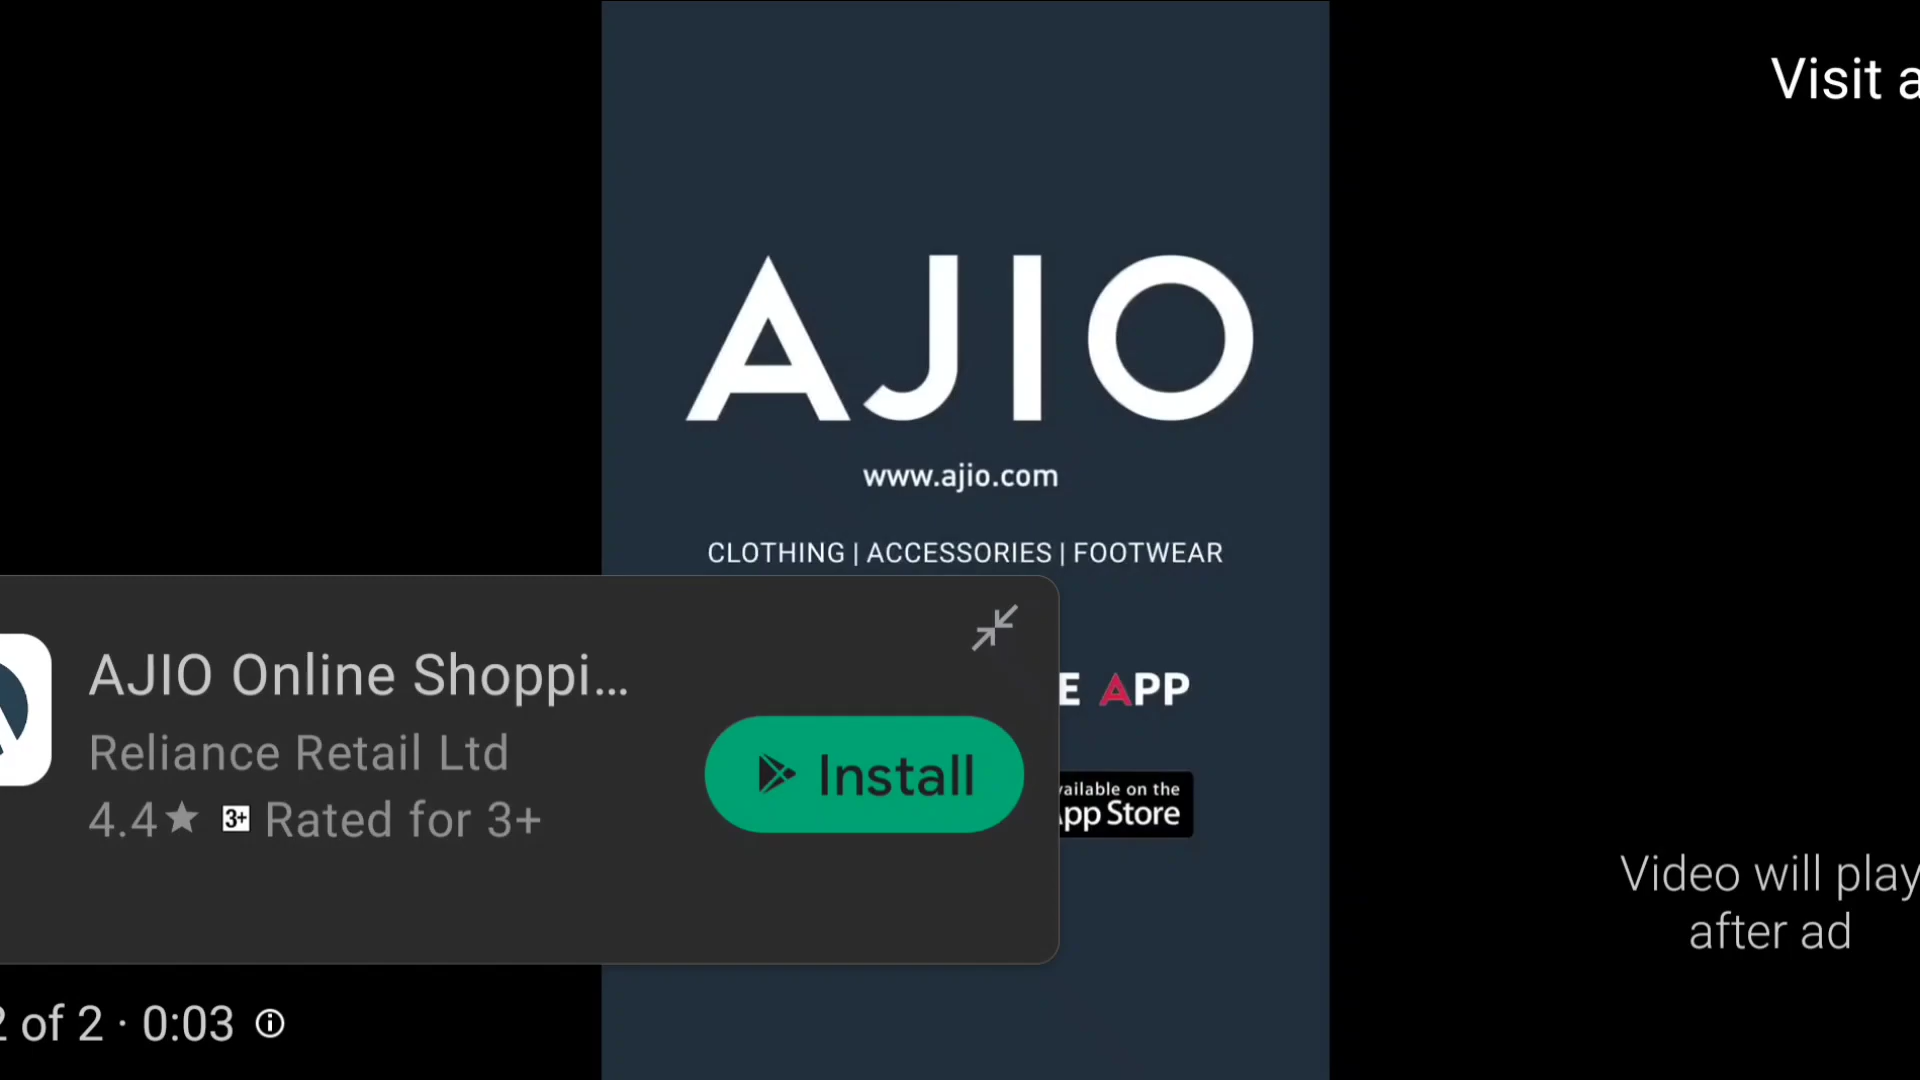 Visit a
AJIO
www.ajio.com
CLOTHING | ACCESSORIES | FOOTWEAR
E APP
AJIO Online Shoppi...
Reliance Retail Ltd
4.4★ 3+ Rated for 3+
Install
vailable on the
App Store
Video will play
after ad
2 of 2 · 0:03